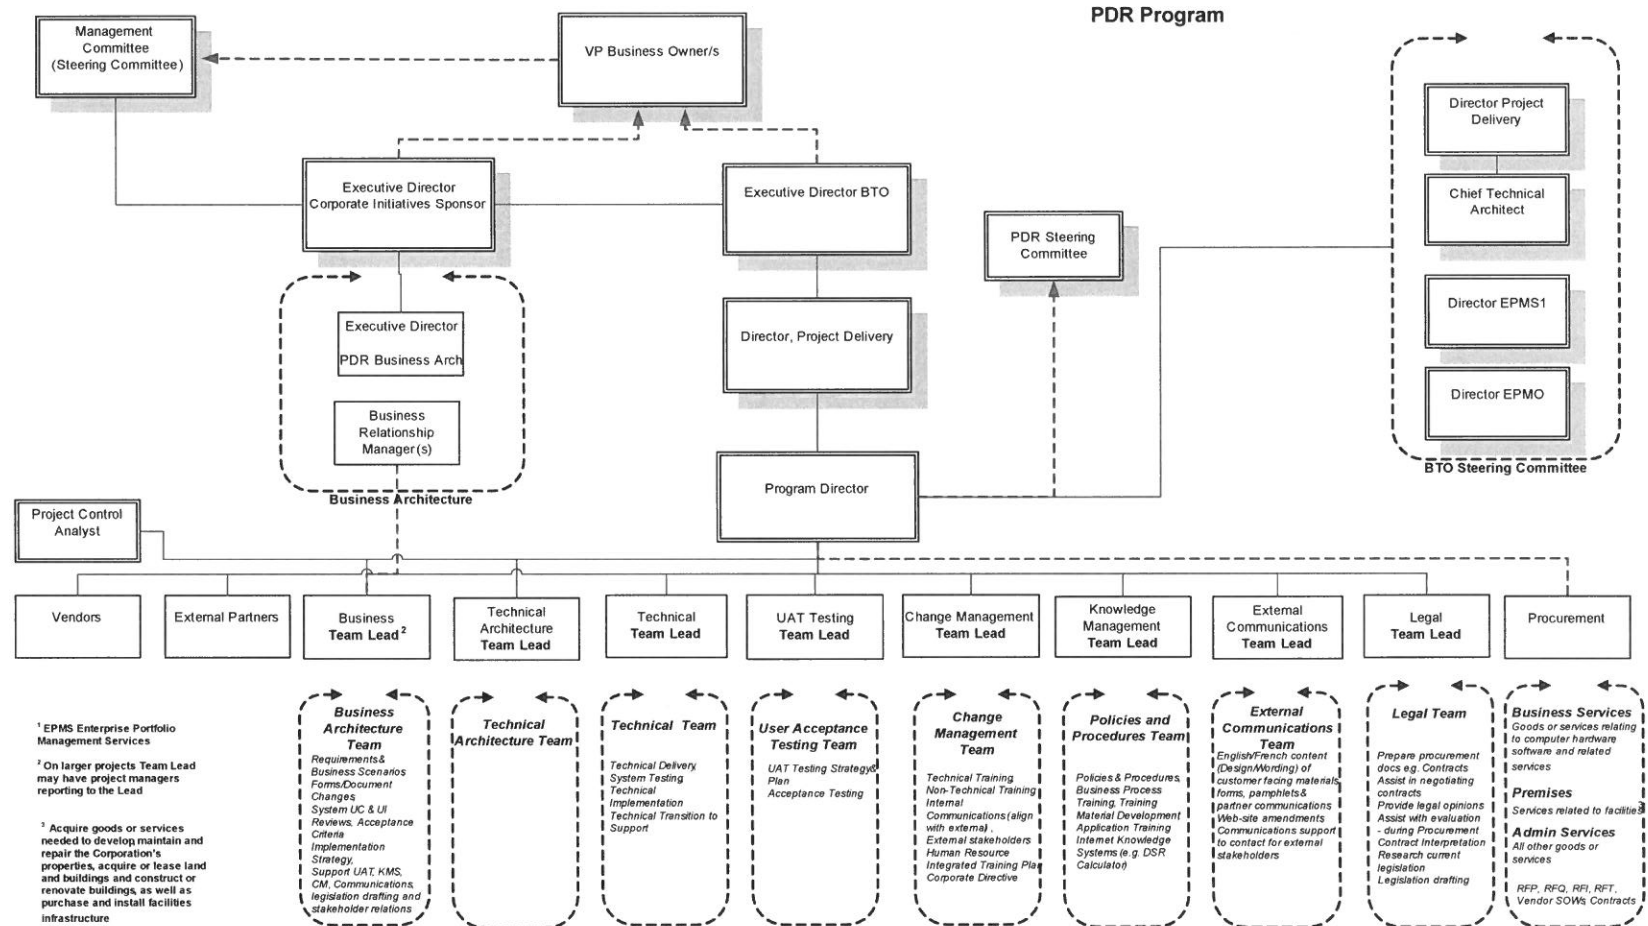 PDR Program
Management
Committee
(Steering Committee)
VP Business Owner/s
Executive Director
Corporate Initiatives Sponsor
Executive Director BTO
PDR Steering
Committee
Director Project
Delivery
Chief Technical
Architect
Director EPMS1
Director EPMO
BTO Steering Committee
Executive Director
PDR Business Arch
Business
Relationship
Manager(s)
Business Architecture
Director, Project Delivery
Program Director
Project Control
Analyst
Vendors
External Partners
Business
Team Lead 2
Technical
Architecture
Team Lead
Technical
Team Lead
UAT Testing
Team Lead
Change Management
Team Lead
Knowledge
Management
Team Lead
External
Communications
Team Lead
Legal
Team Lead
Procurement
1 EPMS Enterprise Portfolio
Management Services
2 On larger projects Team Lead
may have project managers
reporting to the Lead
3 Acquire goods or services
needed to develop, maintain and
repair the Corporation's
properties, acquire or lease land
and buildings and construct or
renovate buildings, as well as
purchase and install facilities
infrastructure
Business
Architecture
Team
Requirements &
Business Scenarios
Forms/Document
Changes,
System UC & UI
Reviews, Acceptance
Criteria
Implementation
Strategy,
Support UAT, KMS,
CM, Communications,
legislation drafting and
stakeholder relations
Technical
Architecture Team
Technical Team
Technical Delivery,
System Testing,
Technical
Implementation
Technical Transition to
Support
User Acceptance
Testing Team
UAT Testing Strategy &
Plan
Acceptance Testing
Change
Management
Team
Technical Training,
Non-Technical Training
Internal
Communications (align
with external) ,
External stakeholders
Human Resource
Integrated Training Plan
Corporate Directive
Policies and
Procedures Team
Policies & Procedures,
Business Process
Training, Training
Material Development
Application Training
Internet Knowledge
Systems (e.g. DSR
Calculator)
External
Communications
Team
English/French content
(Design/Wording) of
customer facing materials,
forms, pamphlets &
partner communications
Web-site amendments
Communications support
to contact for external
stakeholders
Legal Team
Prepare procurement
docs e.g. Contracts
Assist in negotiating
contracts
Provide legal opinions
Assist with evaluation
- during Procurement
Contract Interpretation
Research current
legislation
Legislation drafting
Business Services
Goods or services relating
to computer hardware
software and related
services
Premises
Services related to facilities3
Admin Services
All other goods or
services
RFP, RFQ, RFI, RFT,
Vendor SOWs, Contracts